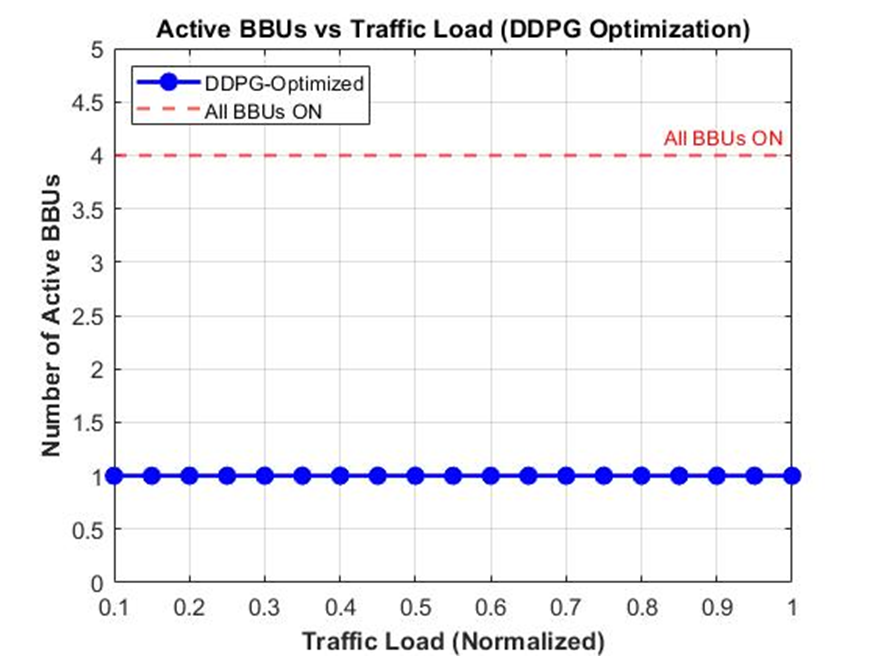 Active BBUs vs Traffic Load (DDPG Optimization)
DDPG-Optimized
All BBUs ON
All BBUs ON
Number of Active BBUs
5
4.5
4
3.5
3
2.5
2
1.5
1
0.5
0
0.1 0.2 0.3 0.4 0.5 0.6 0.7 0.8 0.9 1
Traffic Load (Normalized)